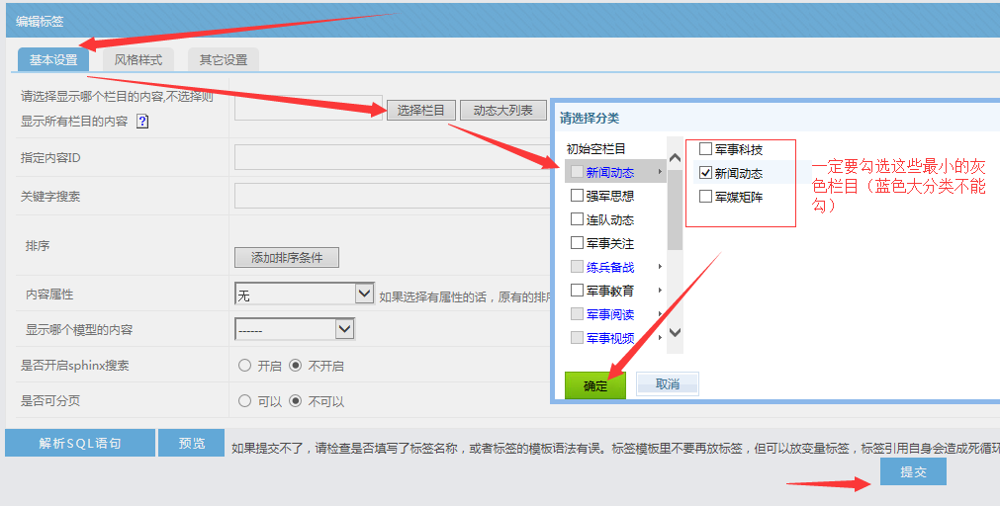 编辑标签
基本设置 风格样式 其它设置
请选择显示哪个栏目的内容,不选择则
显示所有栏目的内容 ?
选择栏目 动态大列表
指定内容ID
关键字搜索
排序
添加排序条件
内容属性
无
如果选择有属性的话，原有的排
显示哪个模型的内容
------
是否开启sphinx搜索
开启 不开启
是否可分页
可以 不可以
请选择分类
初始空栏目
新闻动态
强军思想
连队动态
军事关注
练兵备战
军事教育
军事阅读
军事视频
军事科技
新闻动态
军媒矩阵
一定要勾选这些最小的灰
色栏目（蓝色大分类不能
勾）
确定 取消
解析SQL语句 预览
如果提交不了，请检查是否填写了标签名称，或者标签的模板语法有误。标签模板里不要再放标签，但可以放变量标签，标签引用自身会造成死循环
提交